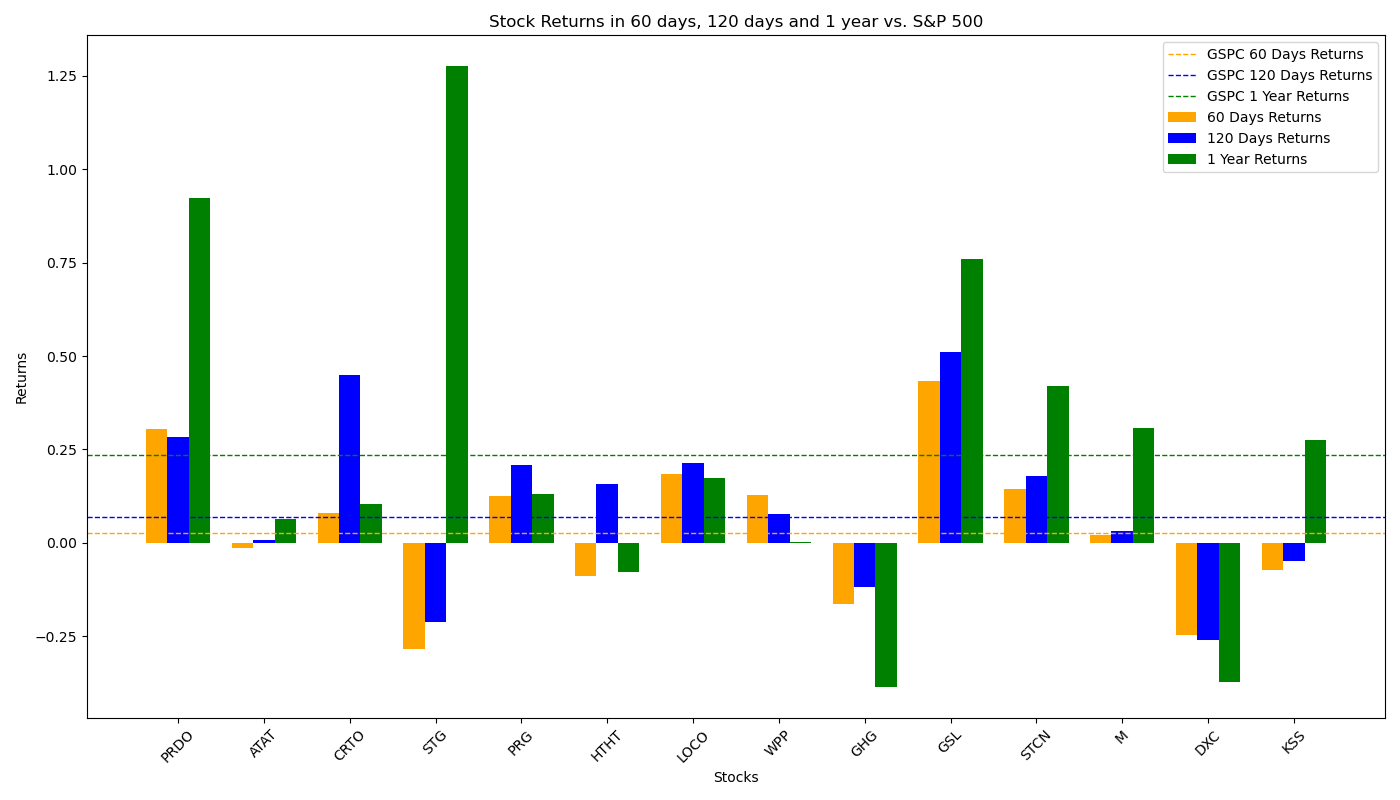 Stock Returns in 60 days, 120 days and 1 year vs. S&P 500
GSPC 60 Days Returns
GSPC 120 Days Returns
GSPC 1 Year Returns
60 Days Returns
120 Days Returns
1 Year Returns
Returns
1.25
1.00
0.75
0.50
0.25
0.00
−0.25
PRDO
ATAT
CRTO
STG
PRG
HTHT
LOCO
WPP
GHG
GSL
STCN
M
DXC
KSS
Stocks